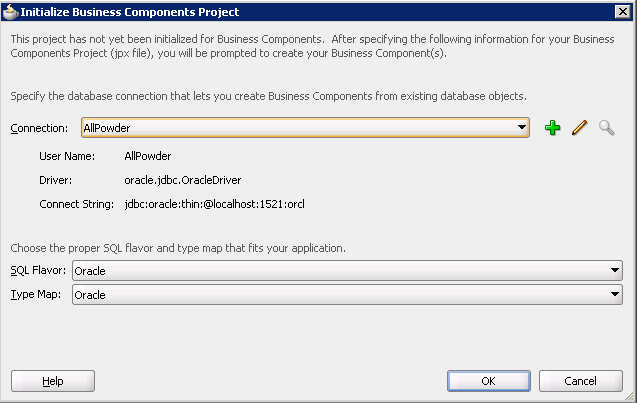 Initialize Business Components Project
This project has not yet been initialized for Business Components.  After specifying the following information for your Business
Components Project (jpx file), you will be prompted to create your Business Component(s).
Specify the database connection that lets you create Business Components from existing database objects.
Connection: AllPowder
User Name: AllPowder
Driver: oracle.jdbc.OracleDriver
Connect String: jdbc:oracle:thin:@localhost:1521:orcl
Choose the proper SQL flavor and type map that fits your application.
SQL Flavor: Oracle
Type Map: Oracle
Help OK Cancel